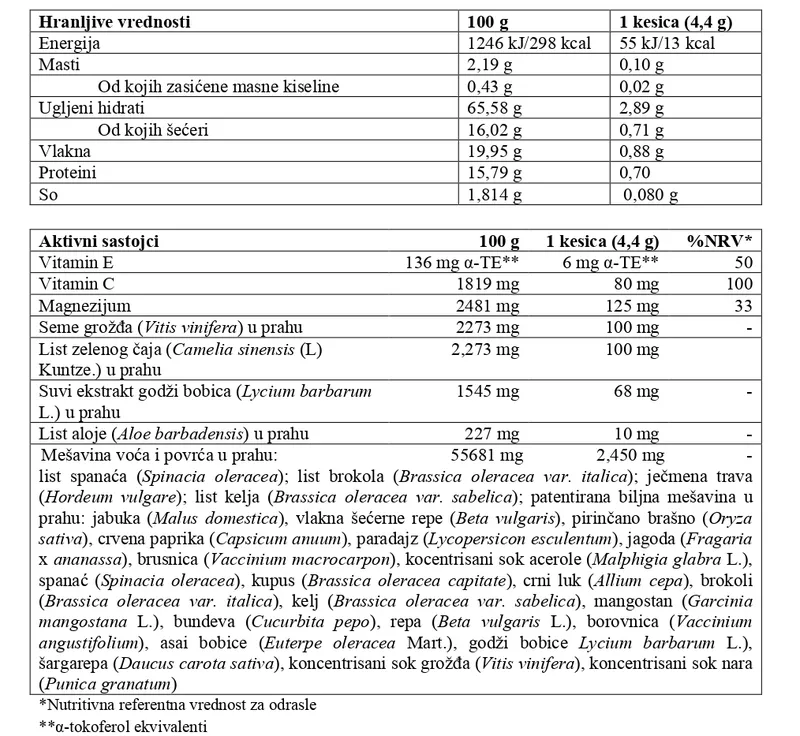 Hranljive vrednosti 100 g 1 kesica (4,4 g)
Energija 1246 kJ/298 kcal 55 kJ/13 kcal
Masti 2,19 g 0,10 g
Od kojih zasićene masne kiseline 0,43 g 0,02 g
Ugljeni hidrati 65,58 g 2,89 g
Od kojih šećeri 16,02 g 0,71 g
Vlakna 19,95 g 0,88 g
Proteini 15,79 g 0,70
So 1,814 g 0,080 g
Aktivni sastojci 100 g 1 kesica (4,4 g) %NRV*
Vitamin E 136 mg α-TE** 6 mg α-TE** 50
Vitamin C 1819 mg 80 mg 100
Magnezijum 2481 mg 125 mg 33
Seme grožđa (Vitis vinifera) u prahu 2273 mg 100 mg -
List zelenog čaja (Camelia sinensis (L) 2,273 mg 100 mg
Kuntze.) u prahu
Suvi ekstrakt godži bobica (Lycium barbarum 1545 mg 68 mg -
L.) u prahu
List aloje (Aloe barbadensis) u prahu 227 mg 10 mg -
Mešavina voća i povrća u prahu: 55681 mg 2,450 mg -
list spanaća (Spinacia oleracea); list brokola (Brassica oleracea var. italica); ječmena trava
(Hordeum vulgare); list kelja (Brassica oleracea var. sabelica); patentirana biljna mešavina u
prahu: jabuka (Malus domestica), vlakna šećerne repe (Beta vulgaris), pirinčano brašno (Oryza
sativa), crvena paprika (Capsicum anuum), paradajz (Lycopersicon esculentum), jagoda (Fragaria
x ananassa), brusnica (Vaccinium macrocarpon), kocentrisani sok acerole (Malphigia glabra L.),
spanać (Spinacia oleracea), kupus (Brassica oleracea capitate), crni luk (Allium cepa), brokoli
(Brassica oleracea var. italica), kelj (Brassica oleracea var. sabelica), mangostan (Garcinia
mangostana L.), bundeva (Cucurbita pepo), repa (Beta vulgaris L.), borovnica (Vaccinium
angustifolium), asai bobice (Euterpe oleracea Mart.), godži bobice Lycium barbarum L.),
šargarepa (Daucus carota sativa), koncentrisani sok grožđa (Vitis vinifera), koncentrisani sok nara
(Punica granatum)
*Nutritivna referentna vrednost za odrasle
**α-tokoferol ekvivalenti